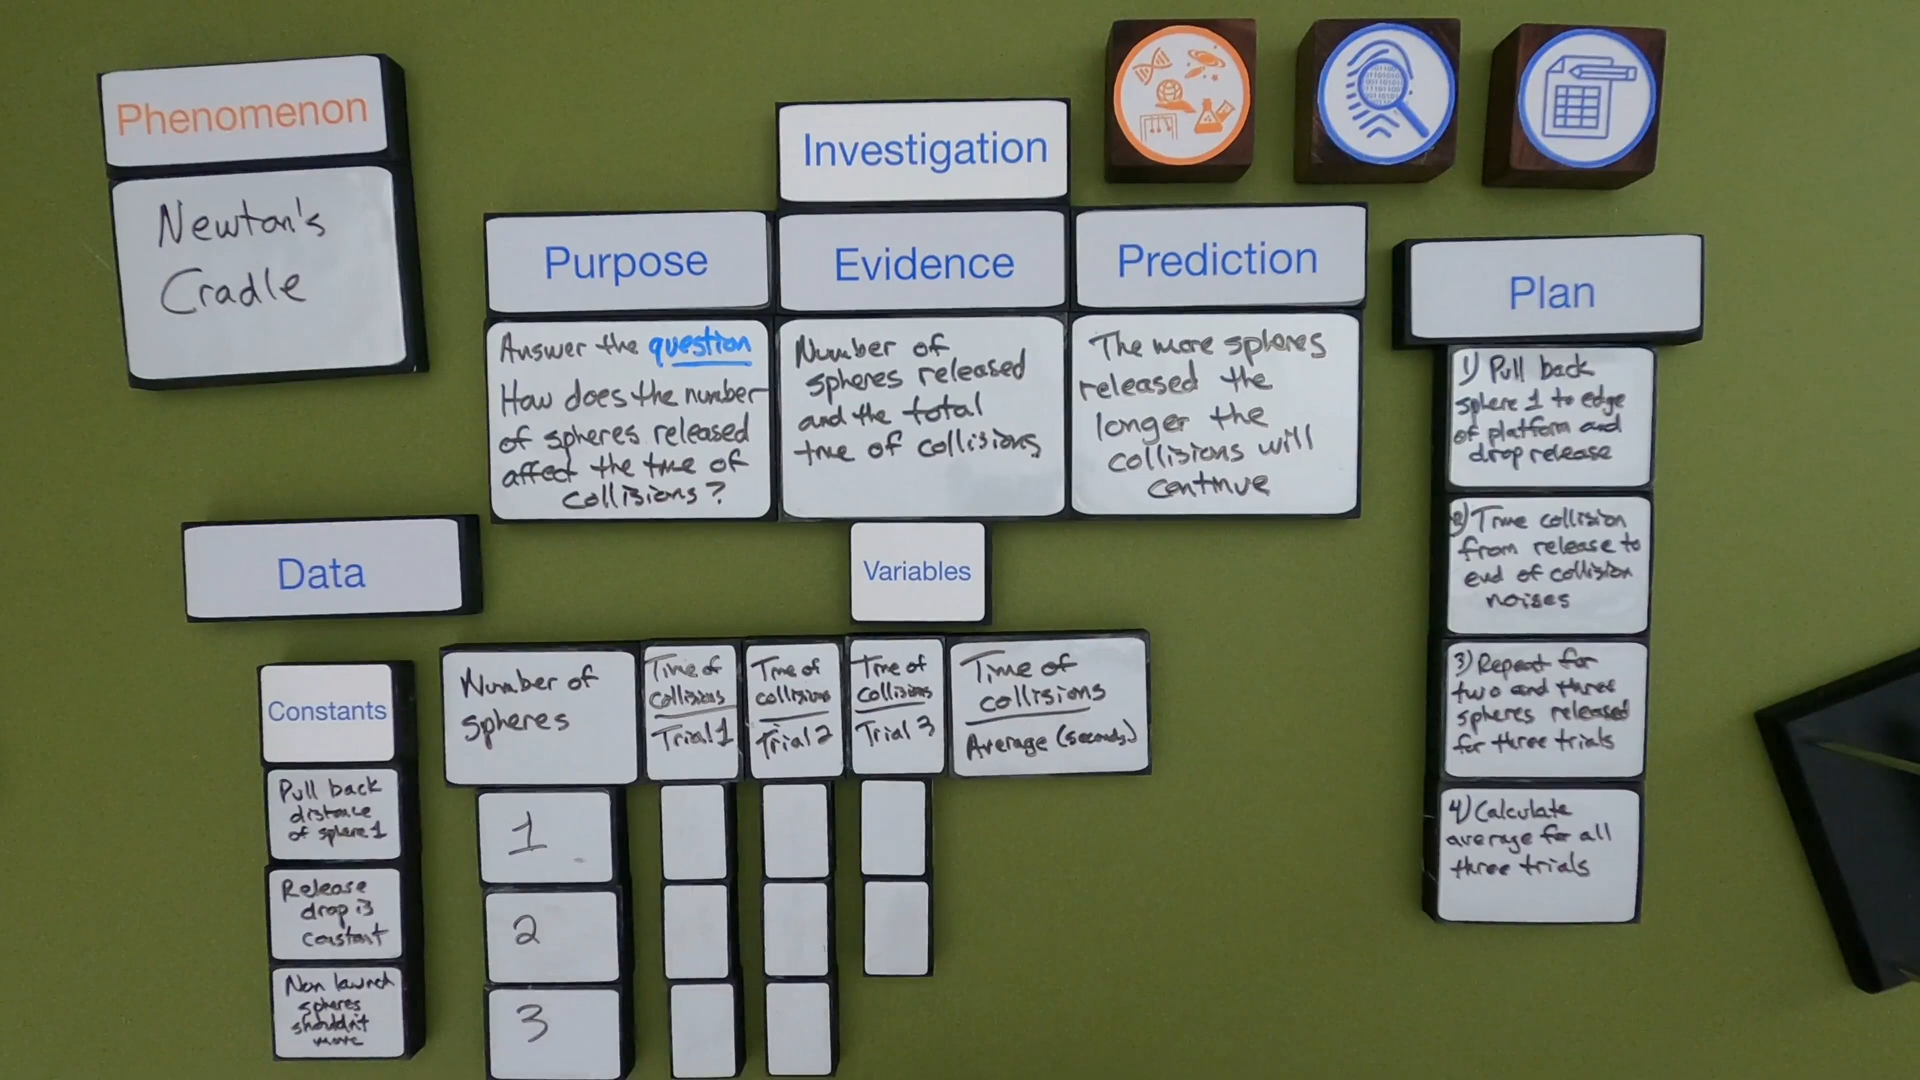 Phenomenon
Newton's
Cradle
Investigation
Purpose
Answer the question
How does the number
of spheres released
affect the time of
collisions?
Evidence
Number of
spheres released
and the total
time of collisions
Prediction
The more spheres
released the
longer the
collisions will
continue
Plan
1) Pull back
sphere 1 to edge
of platform and
drop release
2) Time collision
from release to
end of collision
noises
3) Repeat for
two and three
spheres released
for three trials
4) Calculate
average for all
three trials
Data
Variables
Constants
Pull back
distance
of sphere 1
Release
drop is
constant
Non launch
spheres
shouldn't
move
Number of
spheres
Time of
collisions
Trial 1
Time of
collisions
Trial 2
Time of
collisions
Trial 3
Time of
collisions
Average (seconds)
1
2
3